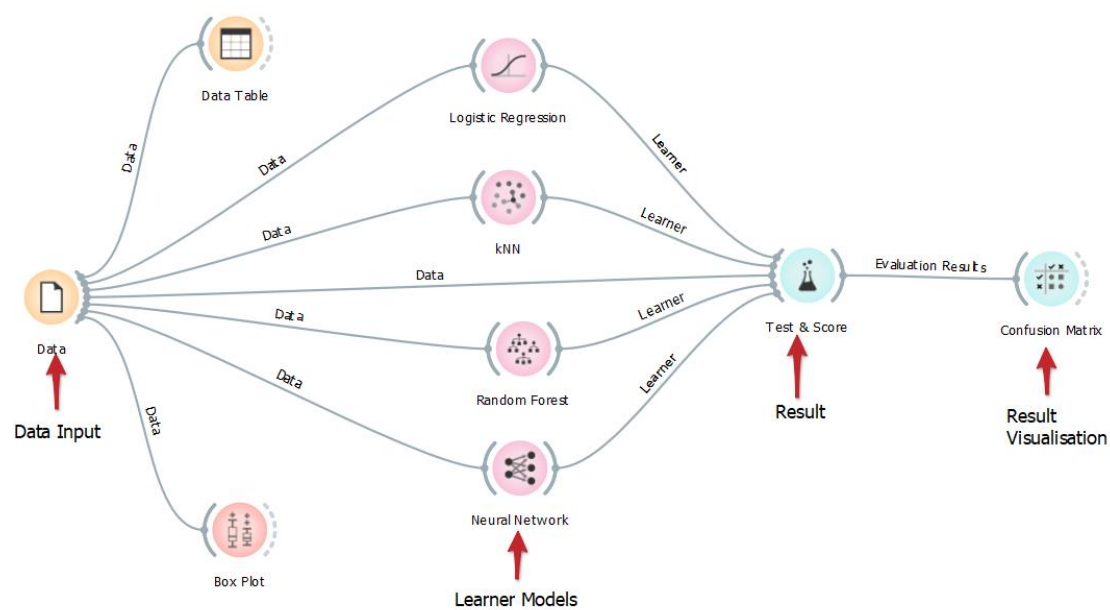 Data Table
Logistic Regression
kNN
Data
Random Forest
Neural Network
Box Plot
Test & Score
Confusion Matrix
Data
Data
Data
Data
Data
Data
Data
Learner
Learner
Learner
Learner
Evaluation Results
Data Input
Learner Models
Result
Result
Visualisation